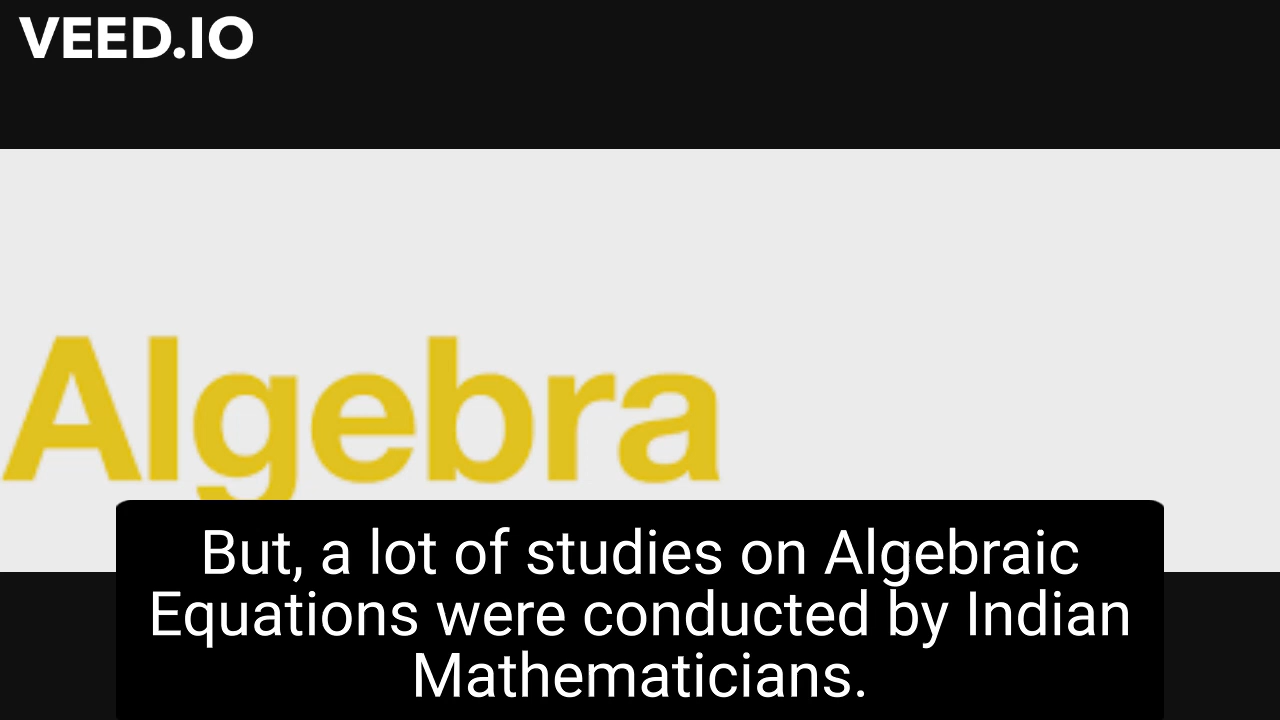 VEED.IO
Algebra
But, a lot of studies on Algebraic
Equations were conducted by Indian
Mathematicians.